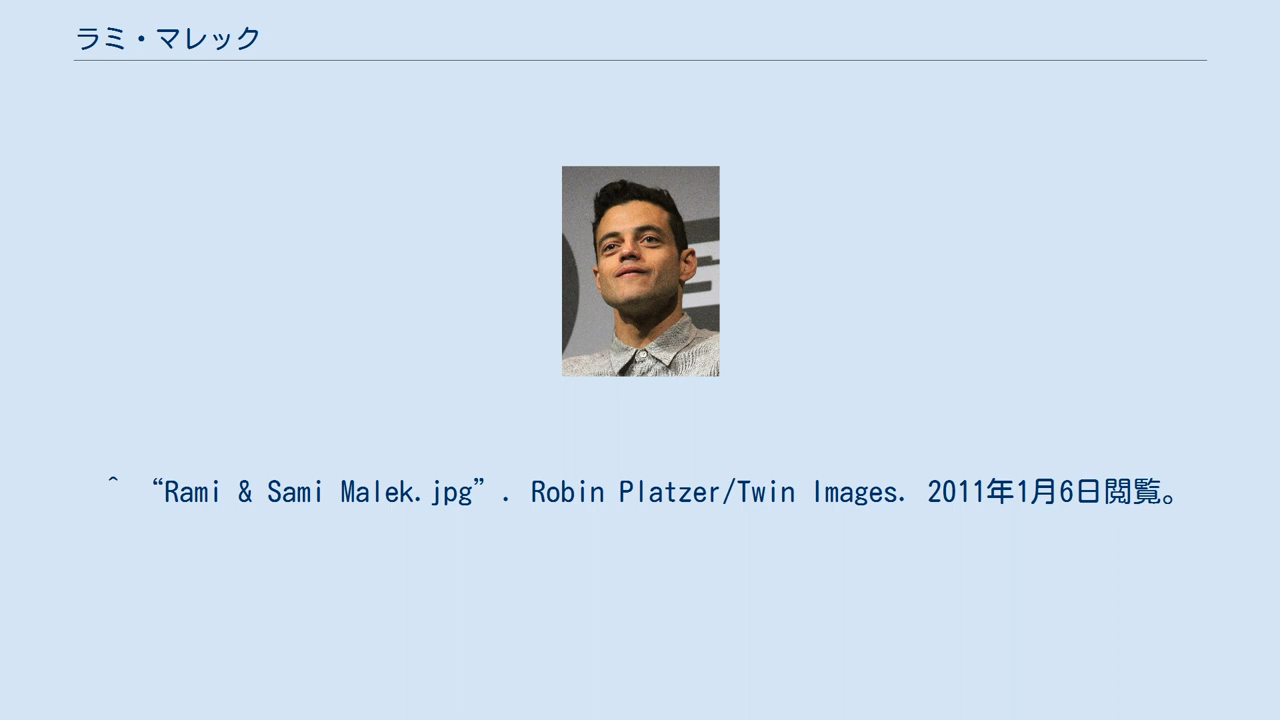 ラミ・マレック
^ “Rami & Sami Malek.jpg”. Robin Platzer/Twin Images. 2011年1月6日閲覧。